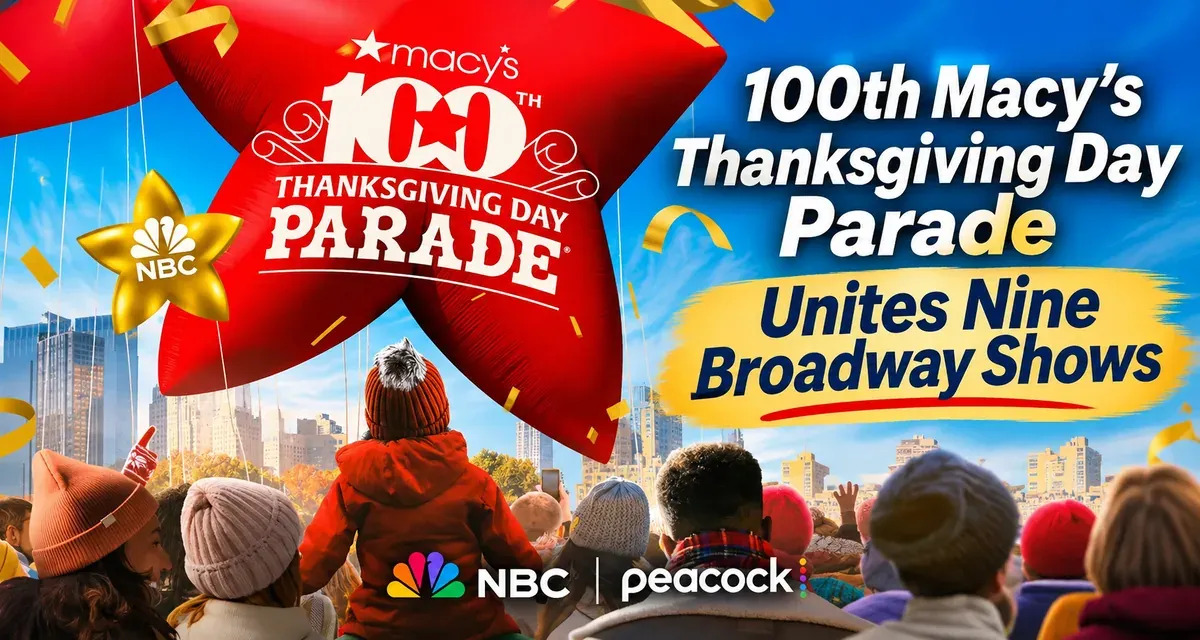 macy's
100TH
THANKSGIVING DAY
PARADE®
NBC
100th Macy's
Thanksgiving Day
Parade
Unites Nine
Broadway Shows
NBC | peacock